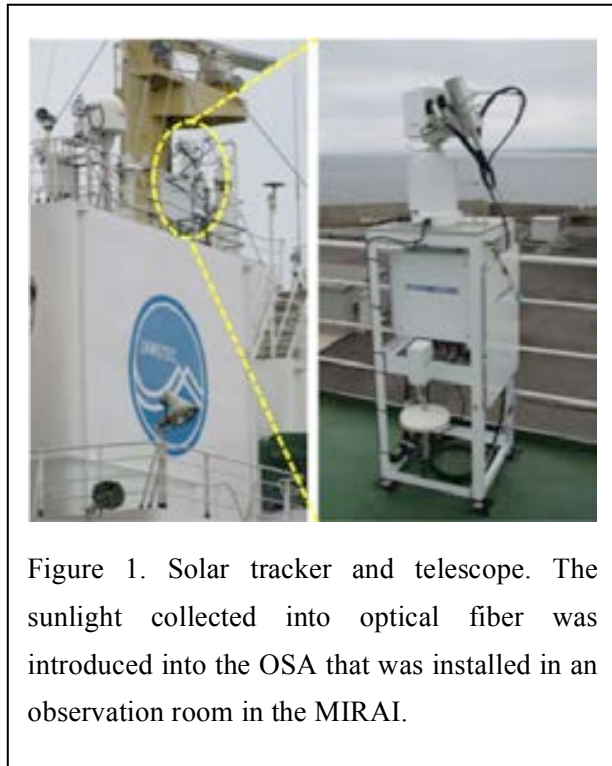 JAMSTEC
Figure 1. Solar tracker and telescope. The
sunlight collected into optical fiber was
introduced into the OSA that was installed in an
observation room in the MIRAI.